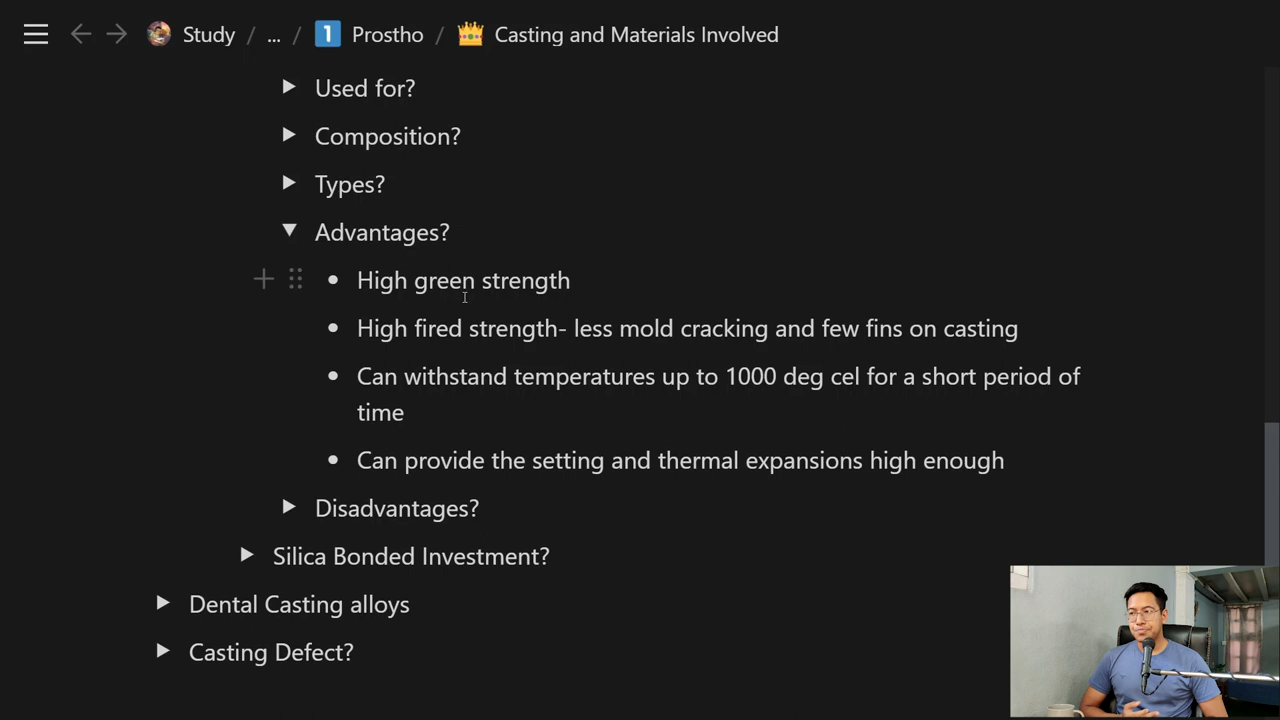 Study / ... / 1 Prostho / Casting and Materials Involved
Used for?
Composition?
Types?
Advantages?
High green strength
High fired strength- less mold cracking and few fins on casting
Can withstand temperatures up to 1000 deg cel for a short period of
time
Can provide the setting and thermal expansions high enough
Disadvantages?
Silica Bonded Investment?
Dental Casting alloys
Casting Defect?